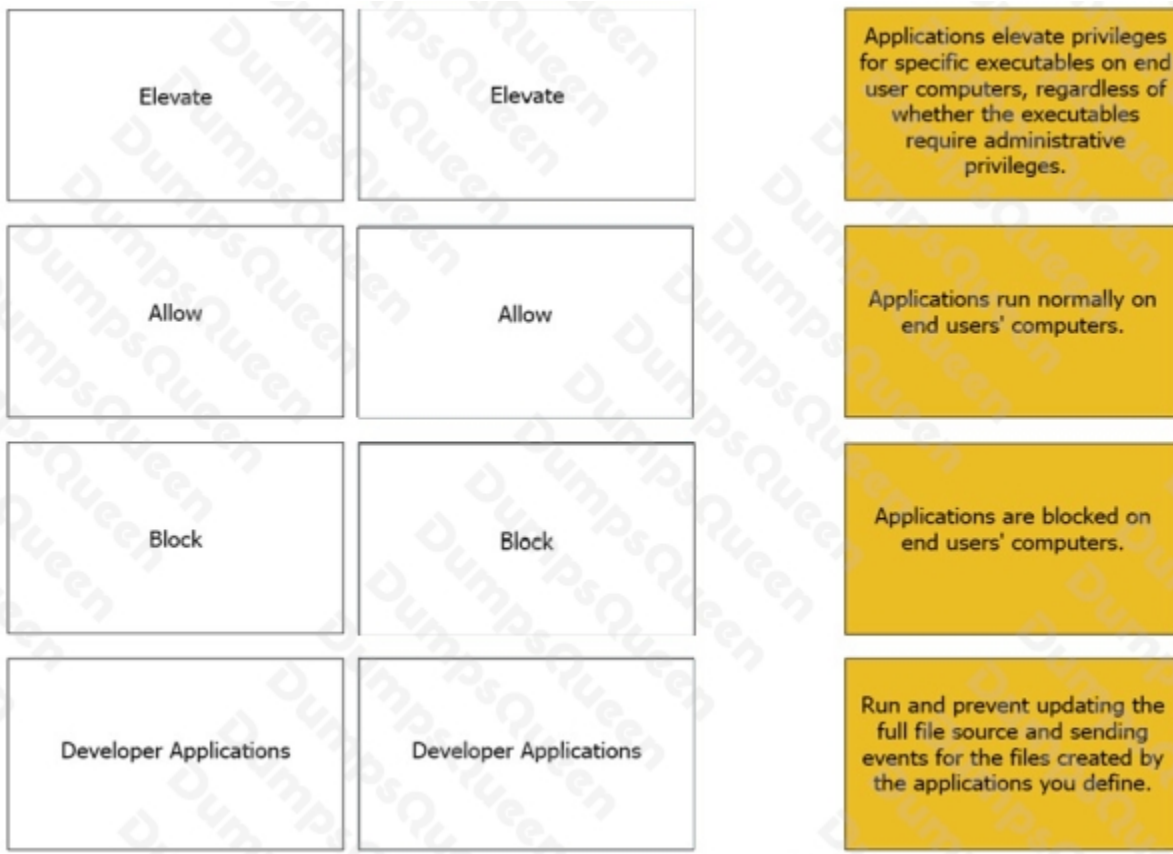 Elevate
Elevate
Applications elevate privileges
for specific executables on end
user computers, regardless of
whether the executables
require administrative
privileges.
Allow
Allow
Applications run normally on
end users' computers.
Block
Block
Applications are blocked on
end users' computers.
Developer Applications
Developer Applications
Run and prevent updating the
full file source and sending
events for the files created by
the applications you define.
DumpsQueen